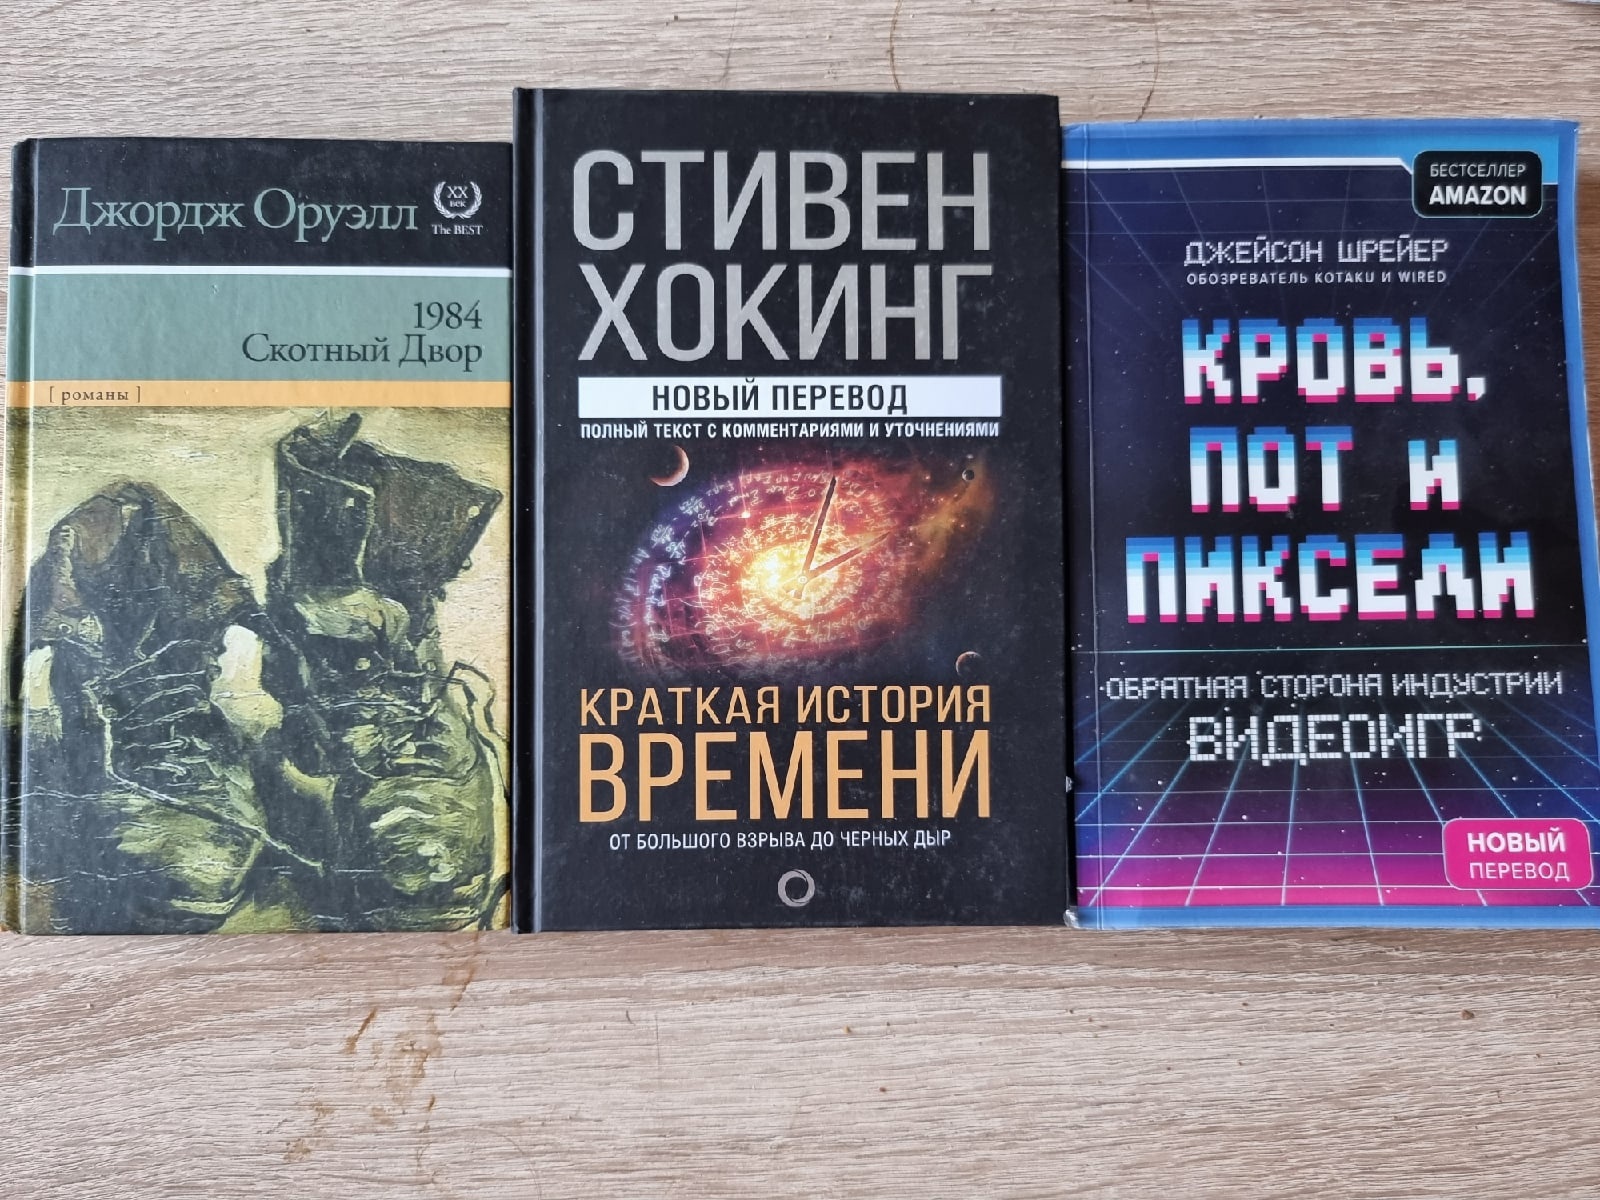 Джордж Оруэлл
XX
век
The BEST
1984
Скотный Двор
[ романы ]
СТИВЕН
ХОКИНГ
НОВЫЙ ПЕРЕВОД
ПОЛНЫЙ ТЕКСТ С КОММЕНТАРИЯМИ И УТОЧНЕНИЯМИ
КРАТКАЯ ИСТОРИЯ
ВРЕМЕНИ
ОТ БОЛЬШОГО ВЗРЫВА ДО ЧЕРНЫХ ДЫР
БЕСТСЕЛЛЕР
AMAZON
ДЖЕЙСОН ШРЕЙЕР
ОБОЗРЕВАТЕЛЬ KOTAKU И WIRED
КРОВЬ,
ПОТ И
ПИКСЕЛИ
ОБРАТНАЯ СТОРОНА ИНДУСТРИИ
ВИДЕОИГР
НОВЫЙ
ПЕРЕВОД